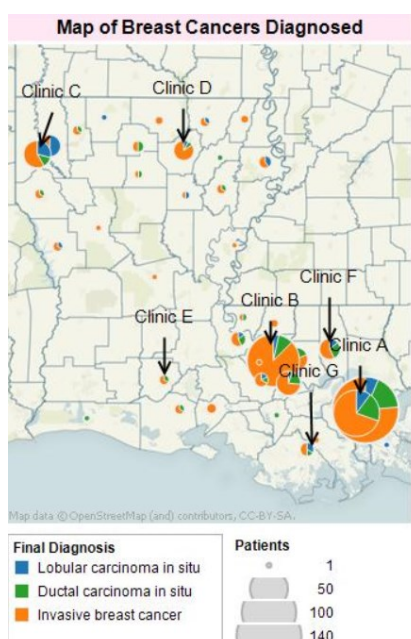 Map of Breast Cancers Diagnosed
Clinic C
Clinic D
Clinic F
Clinic B
Clinic E
Clinic A
Clinic G
Map data © OpenStreetMap (and) contributors, CC-BY-SA.
Final Diagnosis
Lobular carcinoma in situ
Ductal carcinoma in situ
Invasive breast cancer
Patients
1
50
100
140